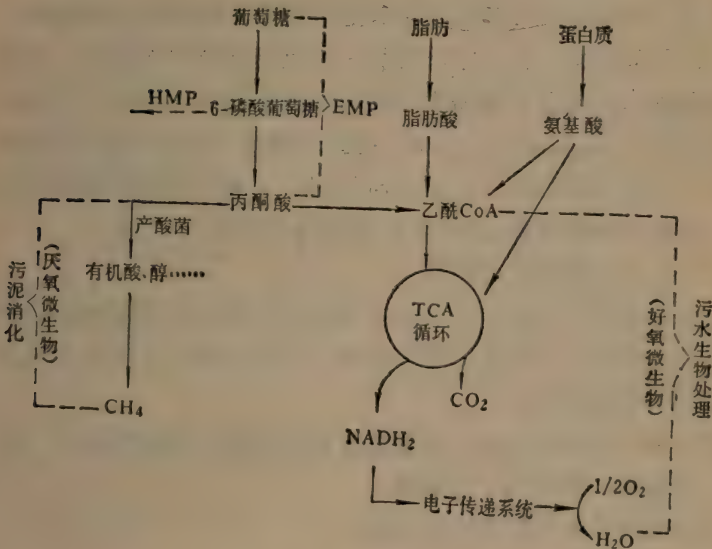 葡萄糖
脂肪
蛋白质
HMP
6-磷酸葡萄糖
EMP
脂肪酸
氨基酸
丙酮酸
乙酰CoA
产酸菌
有机酸、醇……
TCA
循环
CO₂
CH₄
NADH₂
电子传递系统
1/2O₂
H₂O
污泥消化
(厌氧微生物)
(好氧微生物)
污水生物处理